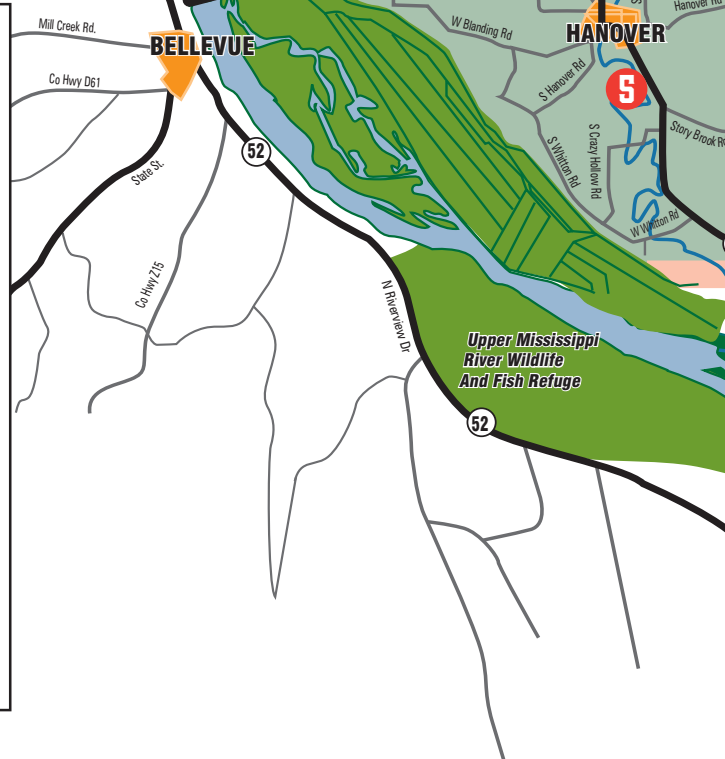 Mill Creek Rd.
BELLEVUE
Co Hwy D61
State St.
52
Co Hwy Z15
N Riverview Dr
W Blanding Rd
HANOVER
Hanover Rd
S Hanover Rd
5
S Whitton Rd
S Crazy Hollow Rd
Story Brook R
W Whitton Rd
Upper Mississippi
River Wildlife
And Fish Refuge
52